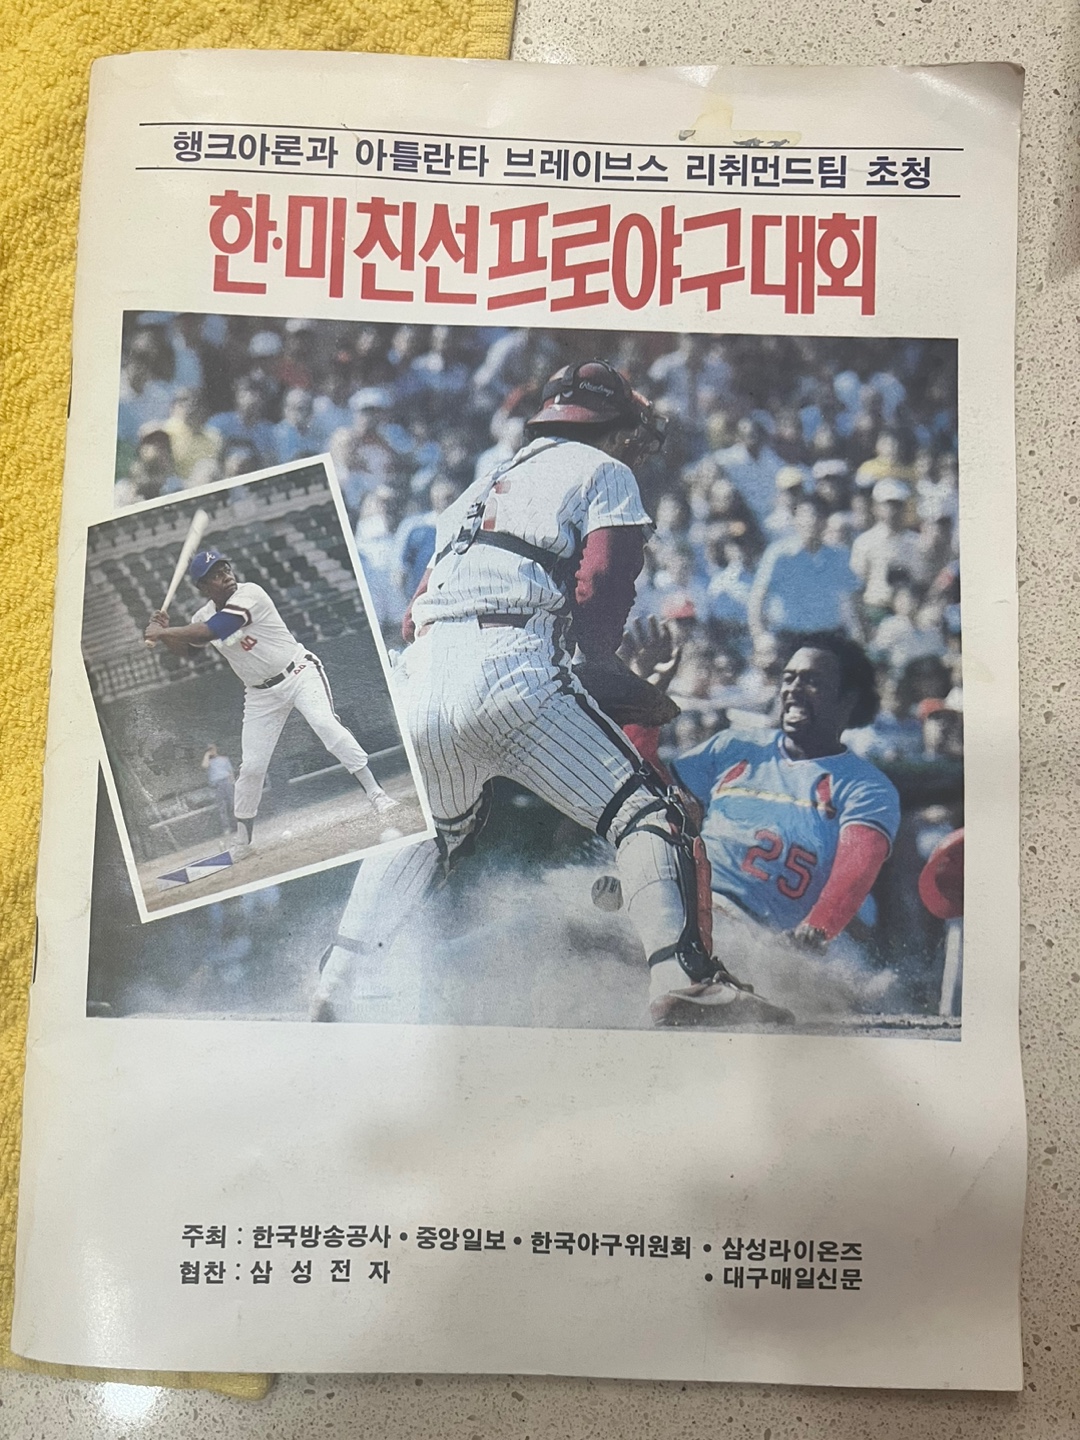 행크아론과 아틀란타 브레이브스 리취먼드팀 초청
한·미 친선 프로야구대회
Rawlings
A
44
25
주최 : 한국방송공사 • 중앙일보 • 한국야구위원회 • 삼성라이온즈
• 대구매일신문
협찬 : 삼 성 전 자